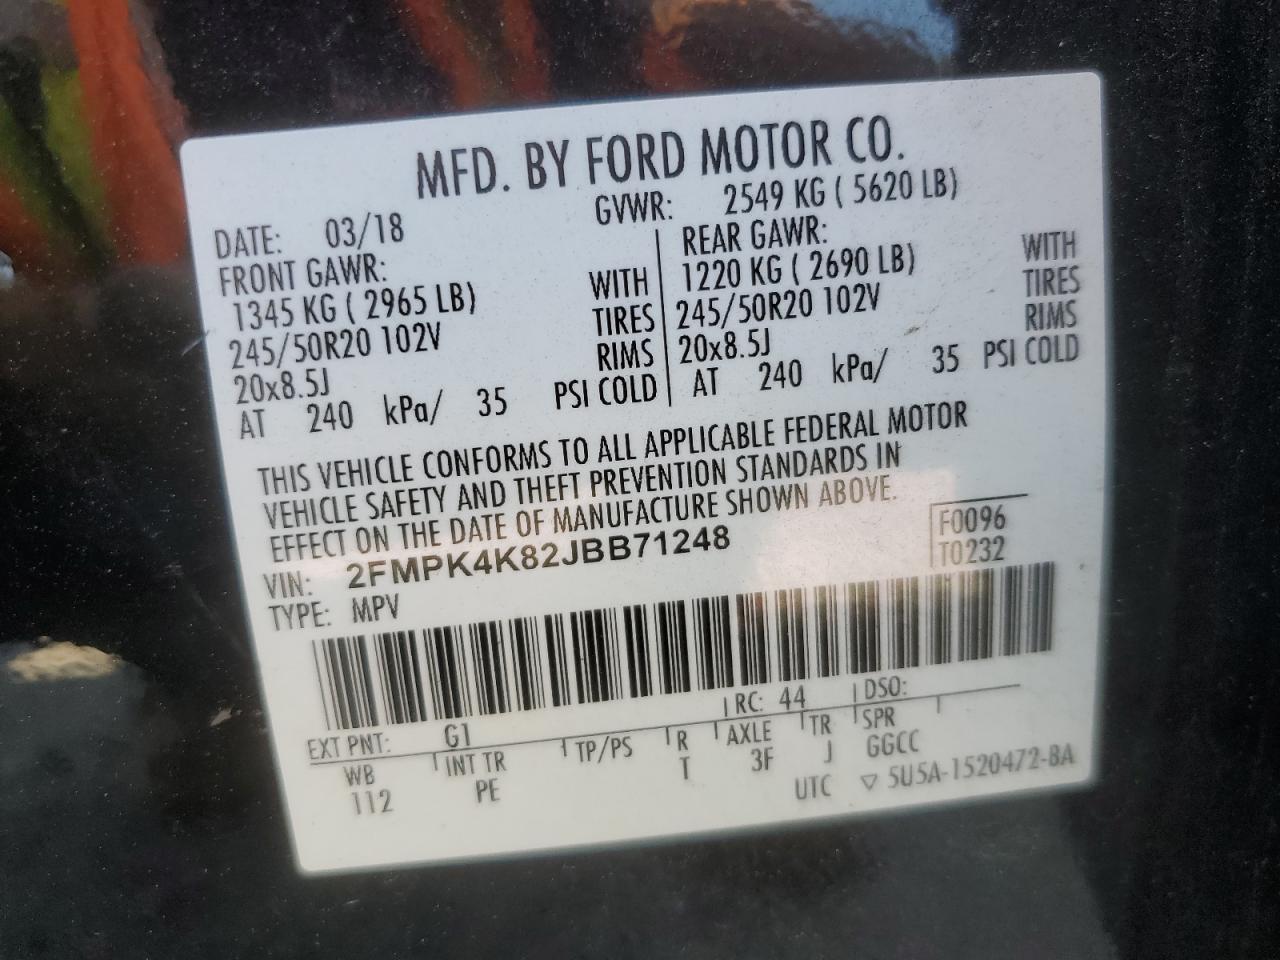 MFD. BY FORD MOTOR CO.
DATE: 03/18 GVWR: 2549 KG ( 5620 LB)
FRONT GAWR: REAR GAWR:
1345 KG ( 2965 LB) WITH 1220 KG ( 2690 LB) WITH
245/50R20 102V TIRES 245/50R20 102V TIRES
20x8.5J RIMS 20x8.5J RIMS
AT 240 kPa/ 35 PSI COLD AT 240 kPa/ 35 PSI COLD
THIS VEHICLE CONFORMS TO ALL APPLICABLE FEDERAL MOTOR
VEHICLE SAFETY AND THEFT PREVENTION STANDARDS IN
EFFECT ON THE DATE OF MANUFACTURE SHOWN ABOVE.
VIN: 2FMPK4K82JBB71248 F0096
TYPE: MPV T0232
EXT PNT: G1 RC: 44 DSO:
WB INT TR TP/PS R AXLE TR SPR
112 PE T 3F J GGCC
UTC ▽ 5U5A-1520472-BA